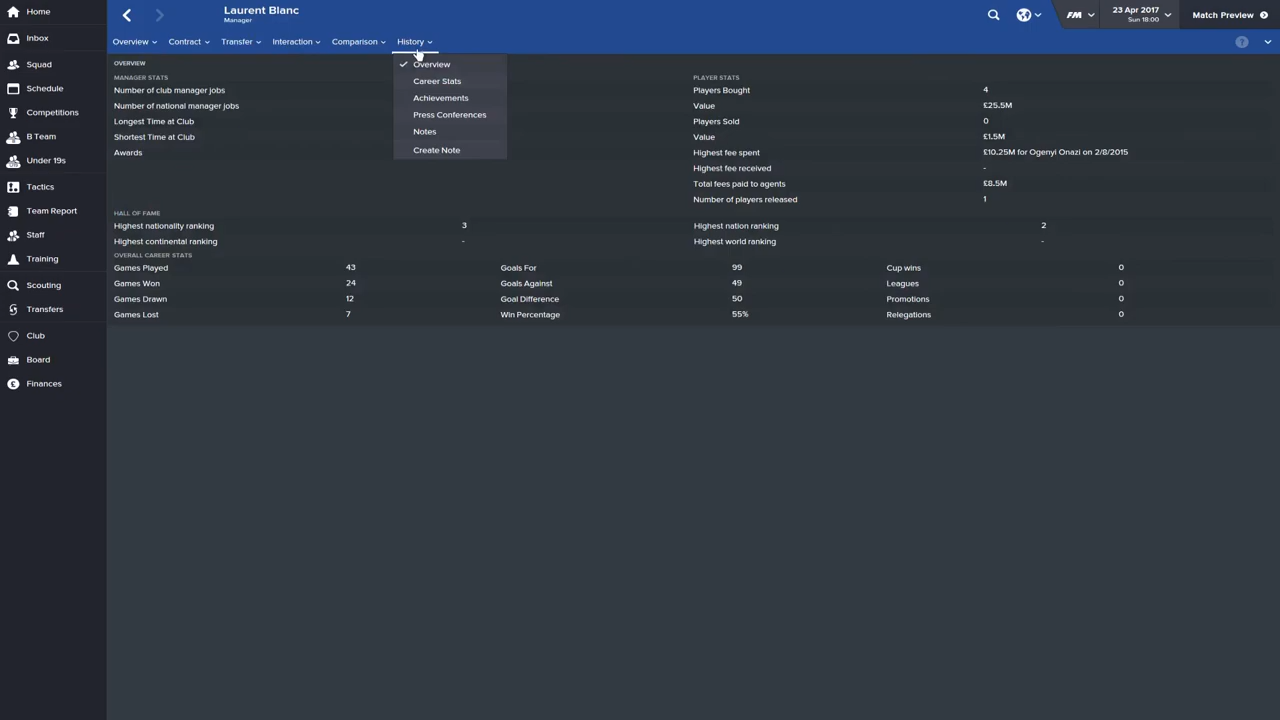 Home
Inbox
Squad
Schedule
Competitions
B Team
Under 19s
Tactics
Team Report
Staff
Training
Scouting
Transfers
Club
Board
Finances
Laurent Blanc
Manager
FM
23 Apr 2017
Sun 18:00
Match Preview
Overview
Contract
Transfer
Interaction
Comparison
History
?
Overview
Career Stats
Achievements
Press Conferences
Notes
Create Note
OVERVIEW
MANAGER STATS
Number of club manager jobs
Number of national manager jobs
Longest Time at Club
Shortest Time at Club
Awards
PLAYER STATS
Players Bought 4
Value £25.5M
Players Sold 0
Value £1.5M
Highest fee spent £10.25M for Ogenyi Onazi on 2/8/2015
Highest fee received -
Total fees paid to agents £8.5M
Number of players released 1
HALL OF FAME
Highest nationality ranking 3 Highest nation ranking 2
Highest continental ranking - Highest world ranking -
OVERALL CAREER STATS
Games Played 43 Goals For 99 Cup wins 0
Games Won 24 Goals Against 49 Leagues 0
Games Drawn 12 Goal Difference 50 Promotions 0
Games Lost 7 Win Percentage 55% Relegations 0